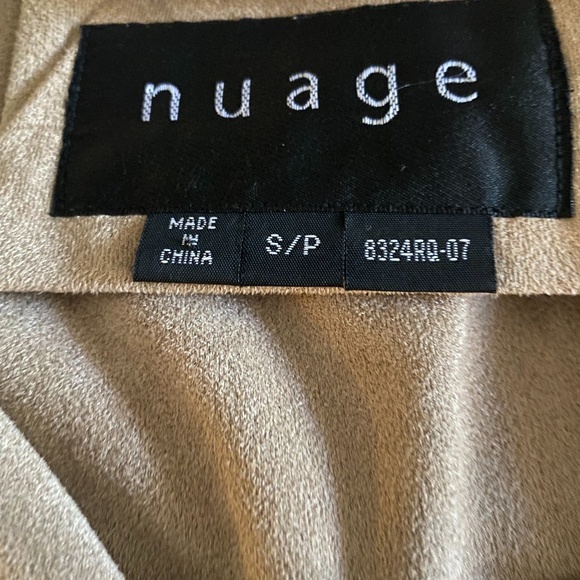 nuage
MADE IN CHINA
S/P
8324RQ-07